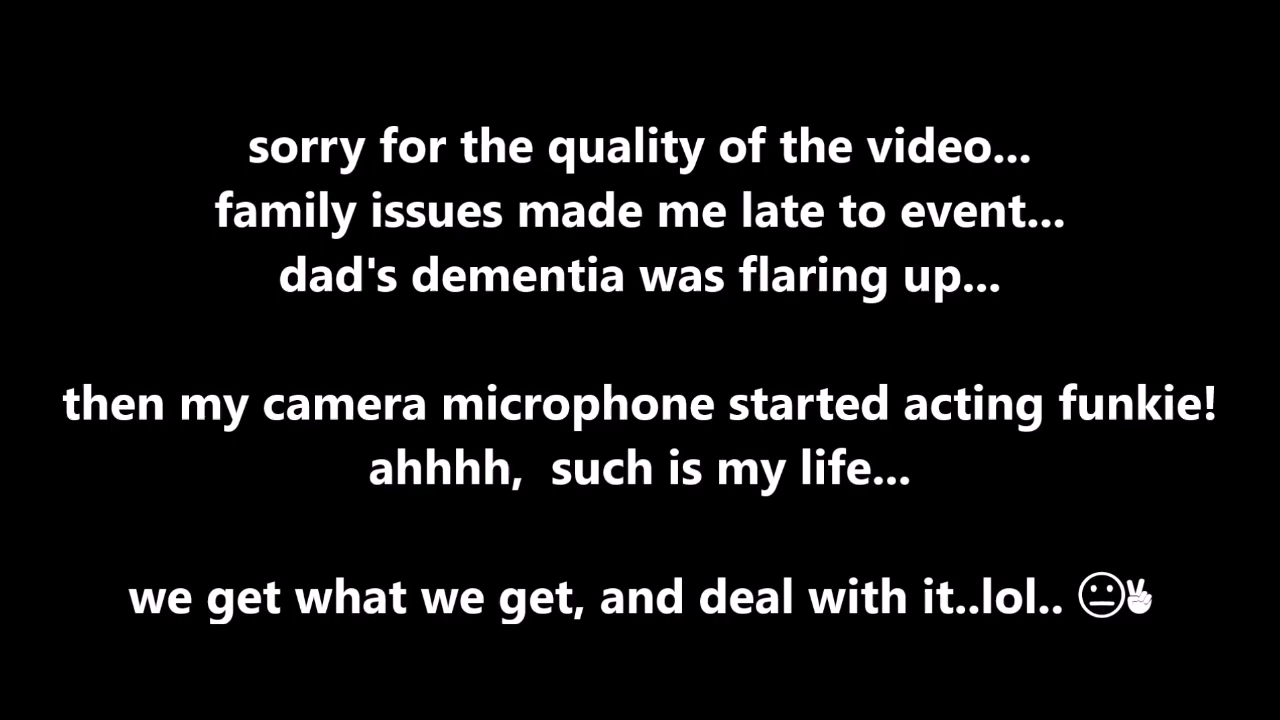 sorry for the quality of the video...
family issues made me late to event...
dad's dementia was flaring up...
then my camera microphone started acting funkie!
ahhhh,  such is my life...
we get what we get, and deal with it..lol.. 😐✌